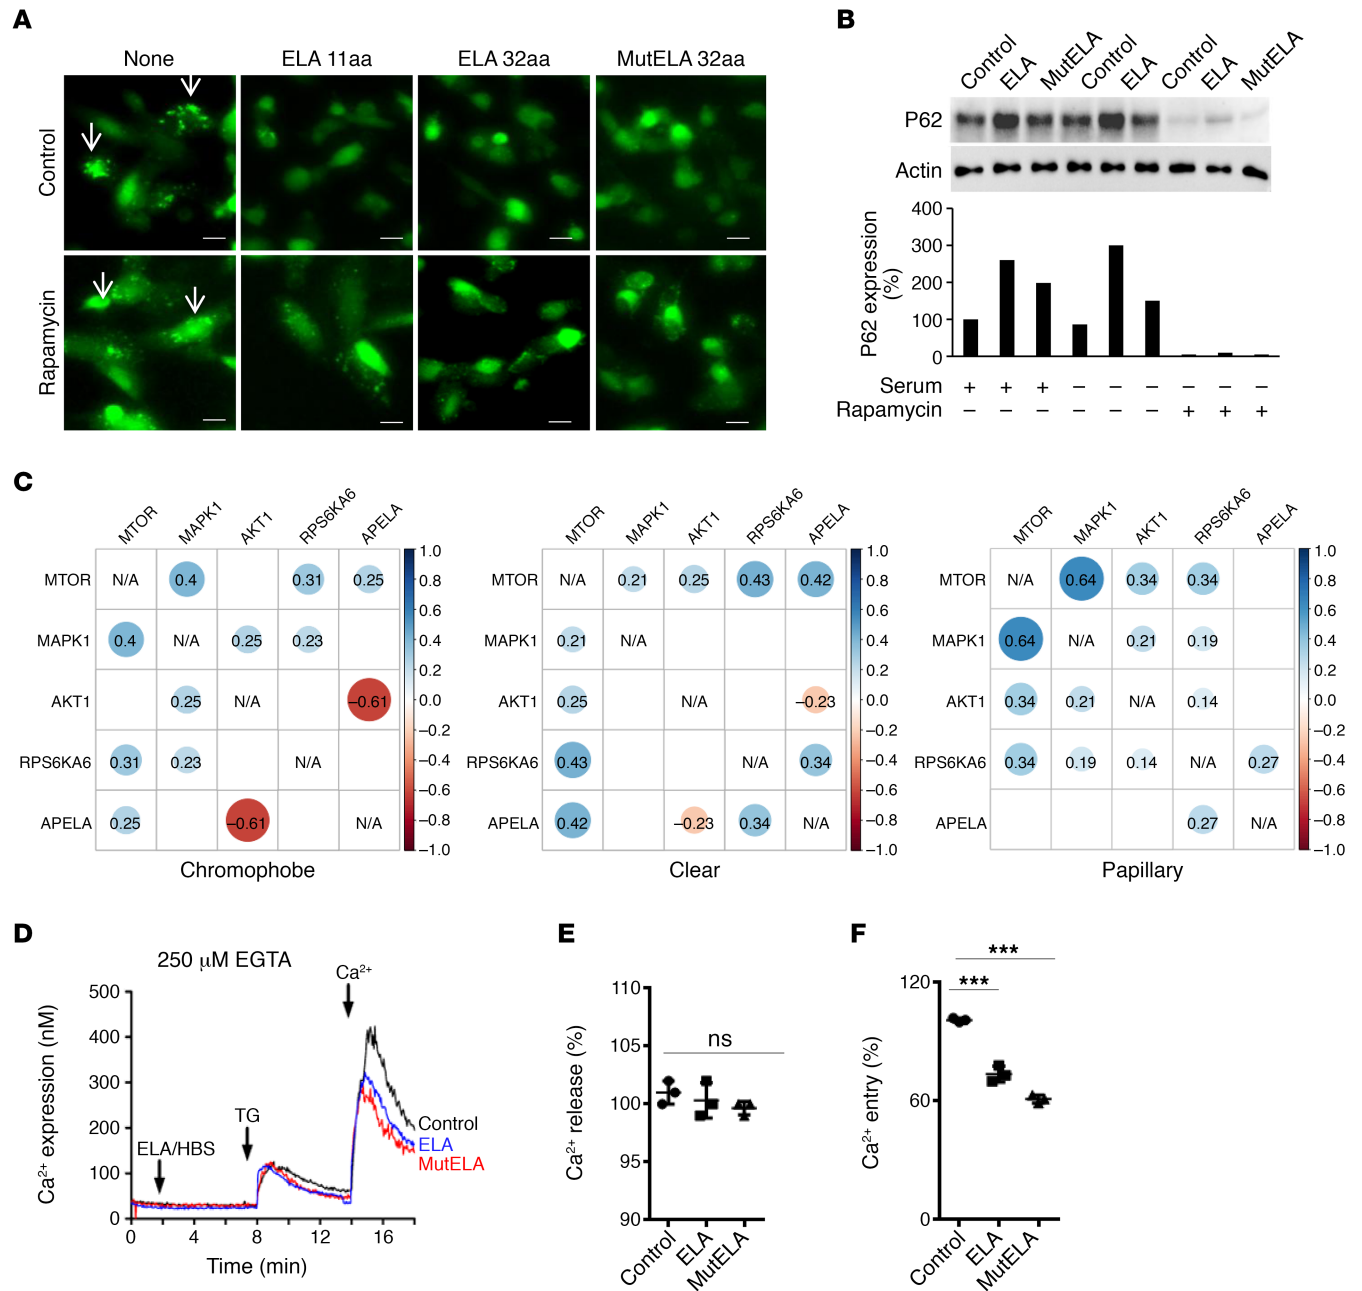 A
None ELA 11aa ELA 32aa MutELA 32aa
Control
Rapamycin
B
Control ELA MutELA Control ELA Control ELA MutELA
P62
Actin
P62 expression (%)
400
300
200
100
0
Serum + + + − − − − − −
Rapamycin − − − − − − + + +
C
MTOR MAPK1 AKT1 RPS6KA6 APELA
MTOR N/A 0.4 0.31 0.25
MAPK1 0.4 N/A 0.25 0.23
AKT1 0.25 N/A −0.61
RPS6KA6 0.31 0.23 N/A
APELA 0.25 −0.61 N/A
1.0
0.8
0.6
0.4
0.2
0.0
−0.2
−0.4
−0.6
−0.8
−1.0
Chromophobe
MTOR MAPK1 AKT1 RPS6KA6 APELA
MTOR N/A 0.21 0.25 0.43 0.42
MAPK1 0.21 N/A
AKT1 0.25 N/A −0.23
RPS6KA6 0.43 N/A 0.34
APELA 0.42 −0.23 0.34 N/A
1.0
0.8
0.6
0.4
0.2
0.0
−0.2
−0.4
−0.6
−0.8
−1.0
Clear
MTOR MAPK1 AKT1 RPS6KA6 APELA
MTOR N/A 0.64 0.34 0.34
MAPK1 0.64 N/A 0.21 0.19
AKT1 0.34 0.21 N/A 0.14
RPS6KA6 0.34 0.19 0.14 N/A 0.27
APELA 0.27 N/A
1.0
0.8
0.6
0.4
0.2
0.0
−0.2
−0.4
−0.6
−0.8
−1.0
Papillary
D
250 µM EGTA
Ca²⁺
TG
ELA/HBS
Control
ELA
MutELA
Ca²⁺ expression (nM)
500
400
300
200
100
0
0 4 8 12 16
Time (min)
E
Ca²⁺ release (%)
110
105
100
95
90
ns
Control ELA MutELA
F
Ca²⁺ entry (%)
120
60
0
***
***
Control ELA MutELA